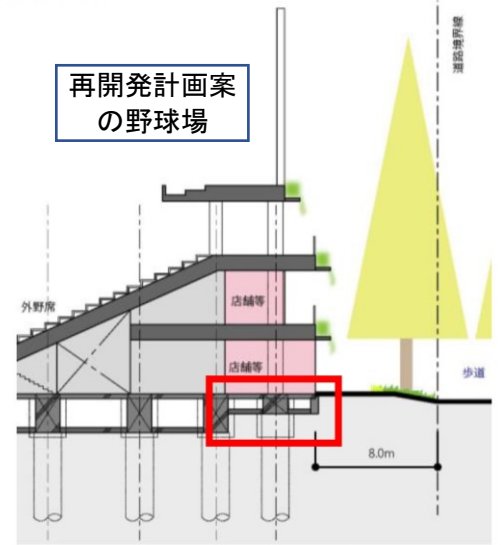 再開発計画案
の野球場
道路境界線
外野席
店舗等
店舗等
歩道
8.0m